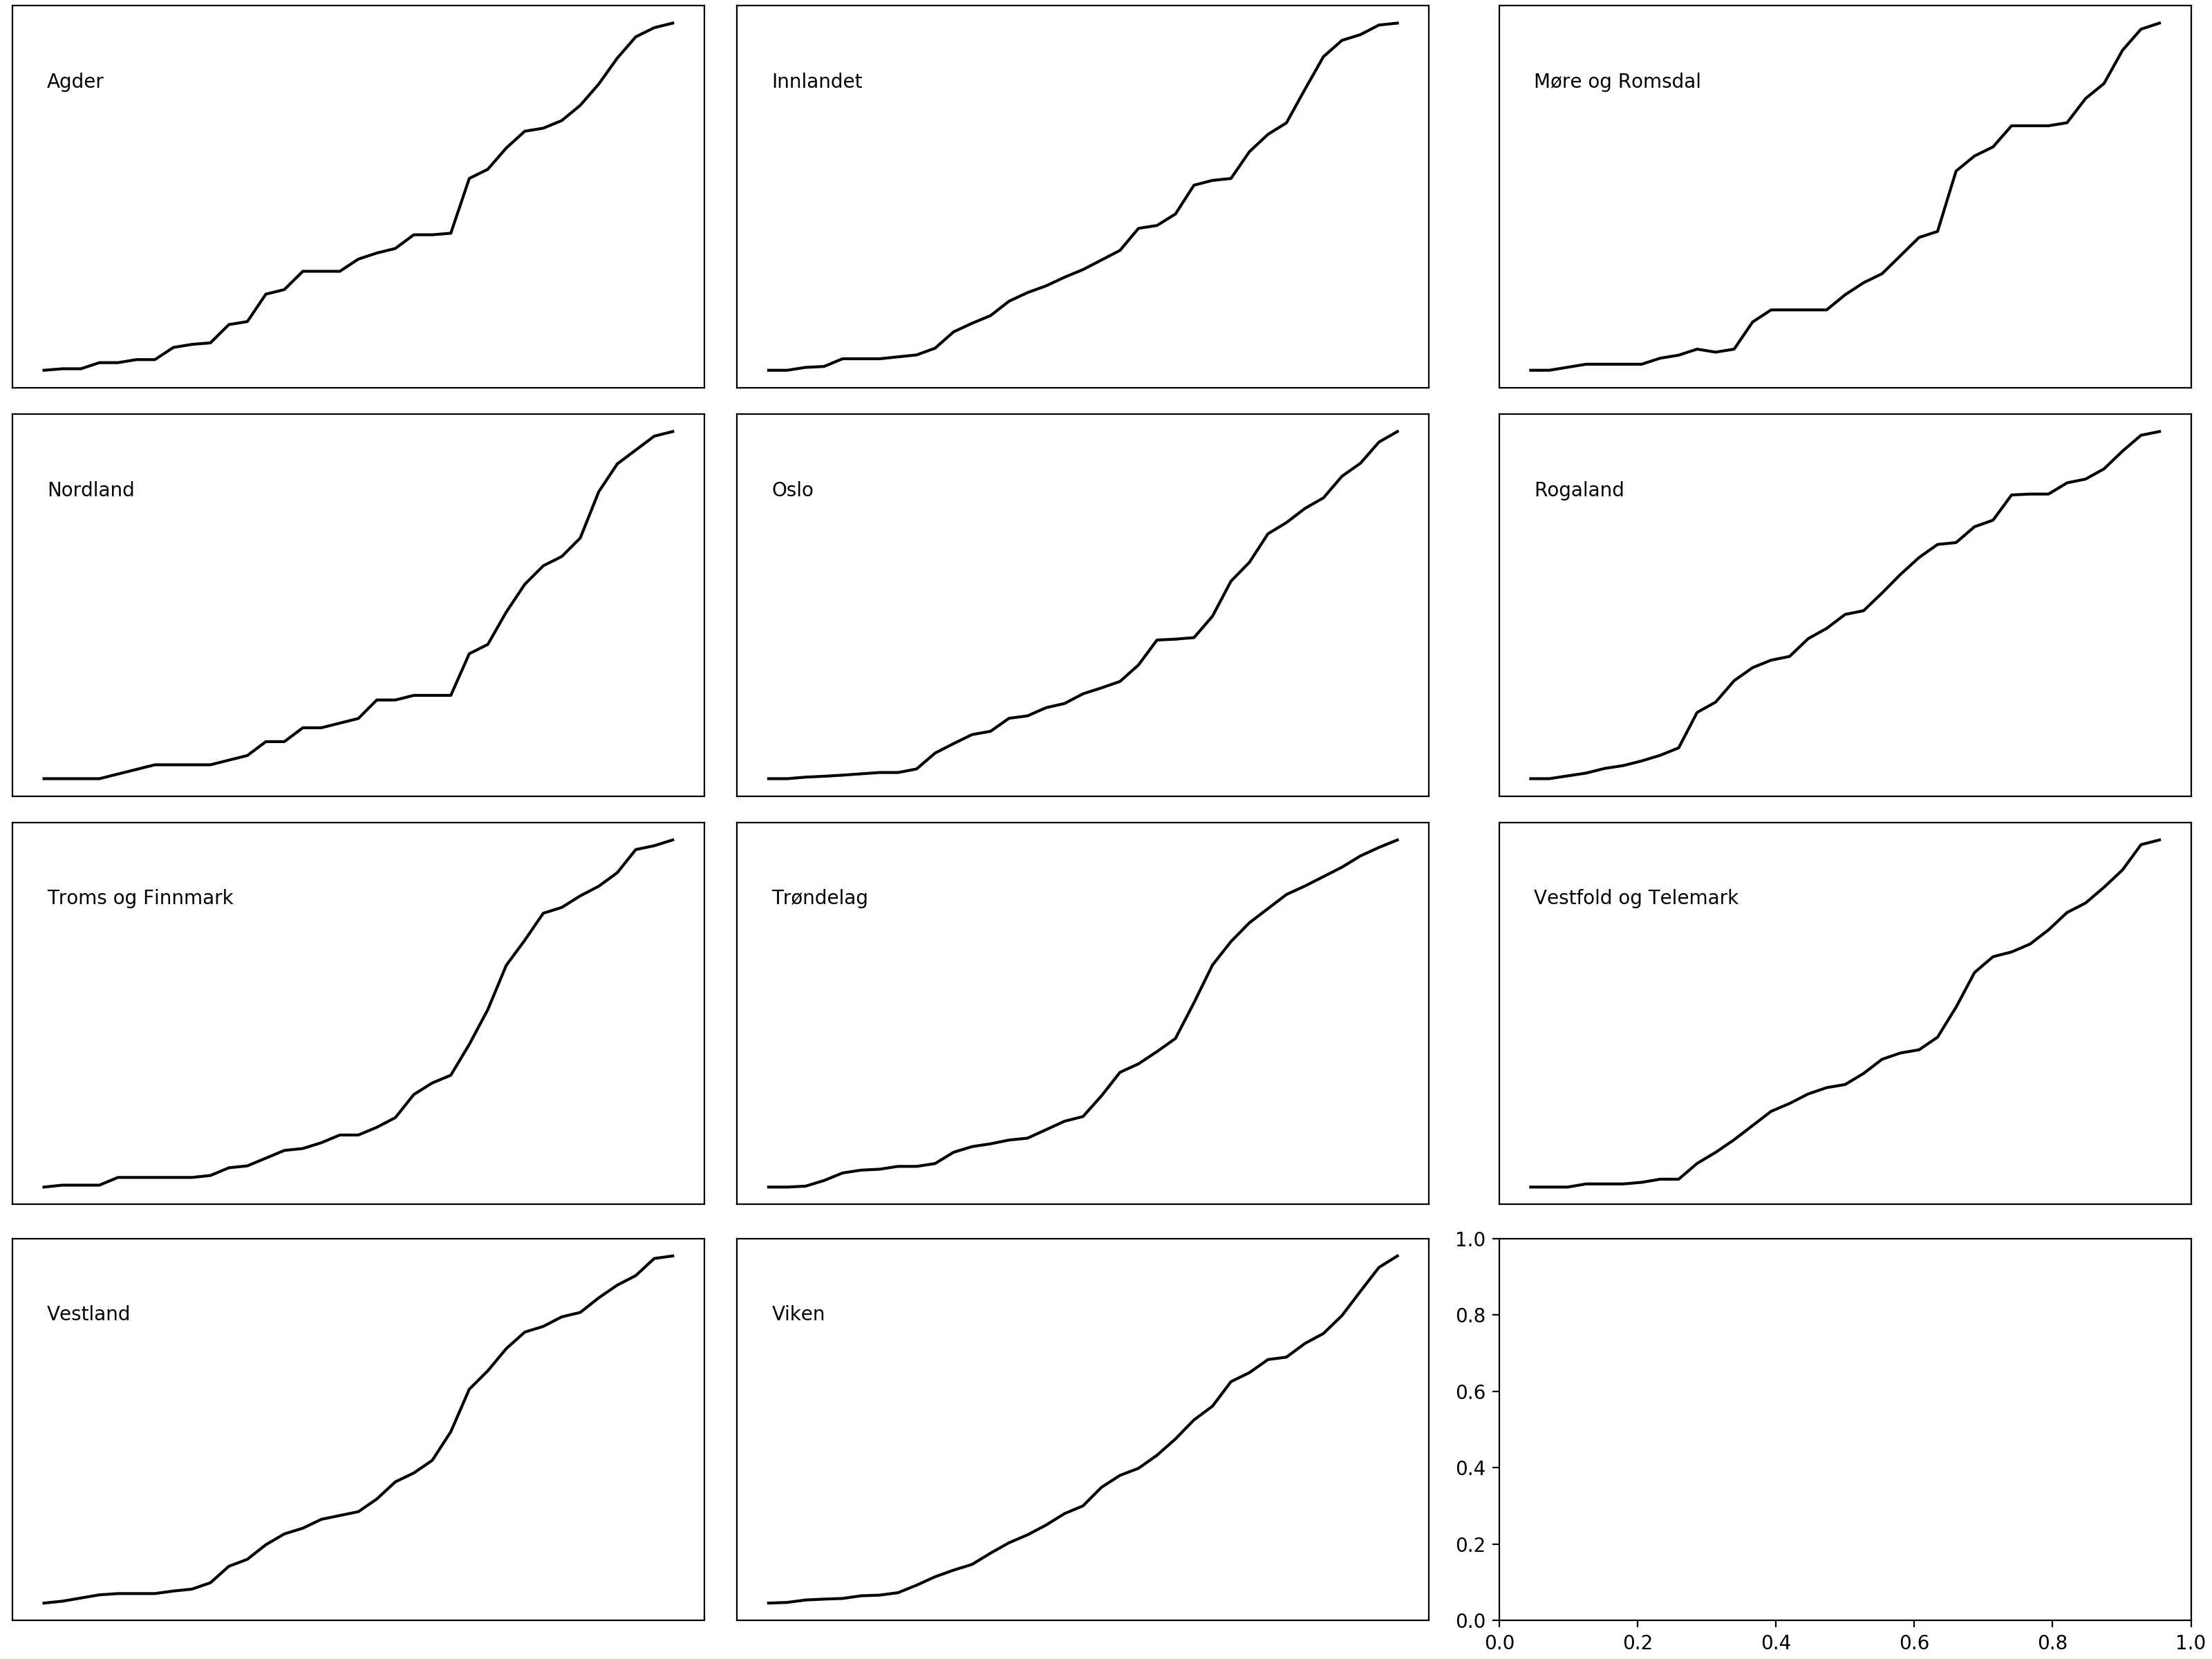 Agder
Innlandet
Møre og Romsdal
Nordland
Oslo
Rogaland
Troms og Finnmark
Trøndelag
Vestfold og Telemark
Vestland
Viken
1.0
0.8
0.6
0.4
0.2
0.0
0.0 0.2 0.4 0.6 0.8 1.0